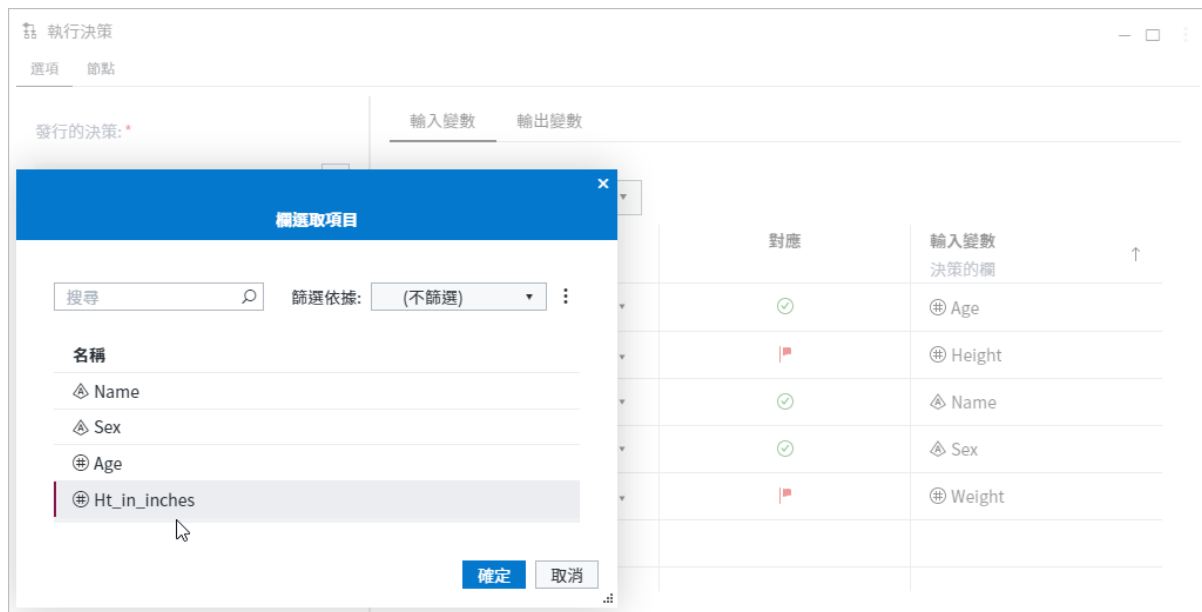 執行決策
選項 節點
發行的決策: *
輸入變數 輸出變數
欄選取項目
搜尋
篩選依據: (不篩選)
名稱
Name
Sex
Age
Ht_in_inches
確定 取消
對應 輸入變數
決策的欄
Age
Height
Name
Sex
Weight